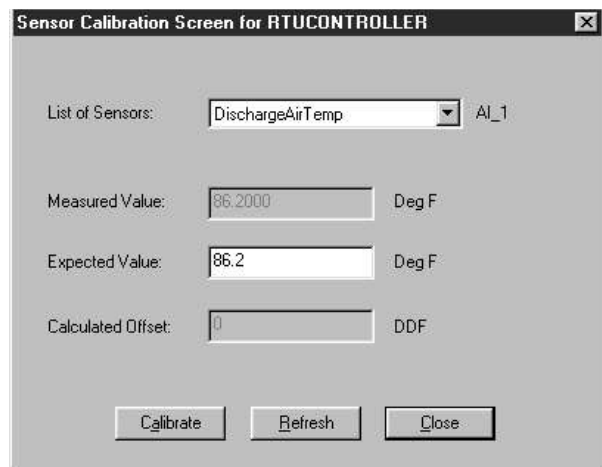 Sensor Calibration Screen for RTUCONTROLLER
List of Sensors: DischargeAirTemp AI_1
Measured Value: 86.2000 Deg F
Expected Value: 86.2 Deg F
Calculated Offset: 0 DDF
Calibrate Refresh Close